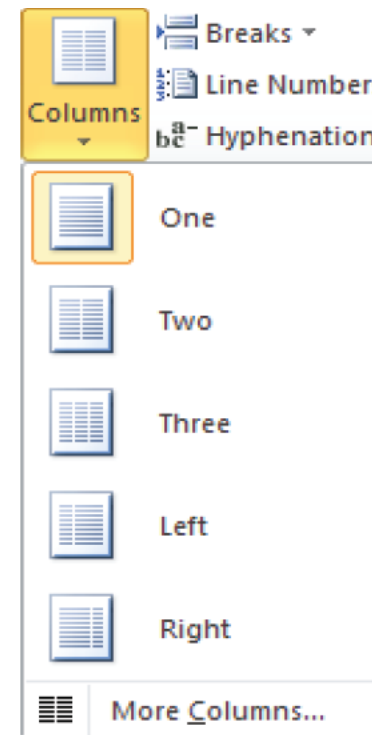 Breaks
Line Number
Columns
Hyphenation
One
Two
Three
Left
Right
More Columns...